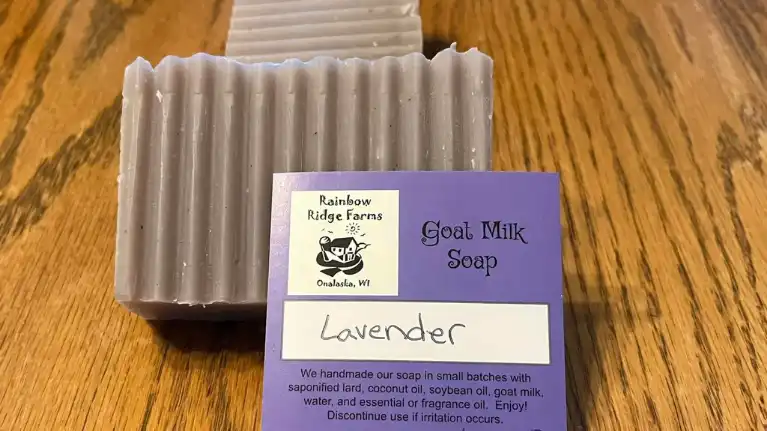 Rainbow
Ridge Farms
Onalaska, WI
Goat Milk
Soap
Lavender
We handmade our soap in small batches with
saponified lard, coconut oil, soybean oil, goat milk,
water, and essential or fragrance oil. Enjoy!
Discontinue use if irritation occurs.